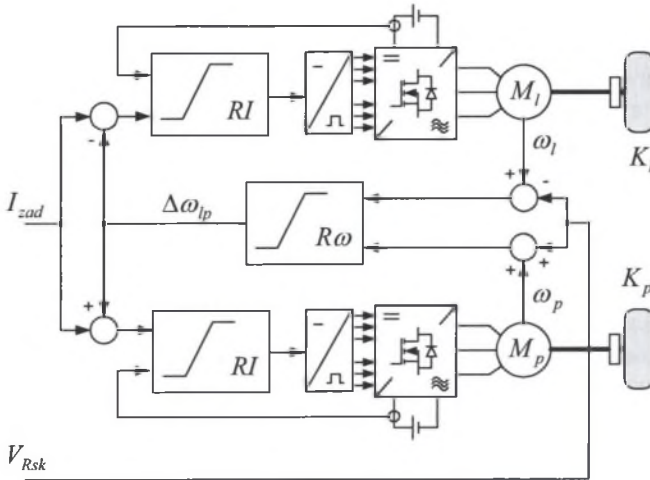 RI
M_l
K_l
ω_l
+
-
-
I_zad
Δω_lp
Rω
+
+
+
ω_p
K_p
RI
M_p
V_Rsk